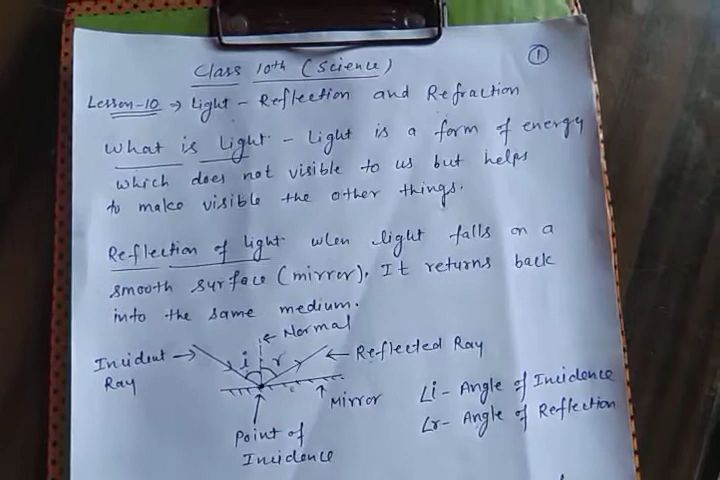 ①
Class 10th (Science)
Lesson-10 → Light - Reflection and Refraction
What is Light - Light is a form of energy
which does not visible to us but helps
to make visible the other things.
Reflection of light when light falls on a
smooth surface (mirror). It returns back
into the same medium.
← Normal
Incident →
Ray
i
r
← Reflected Ray
Mirror
Point of
Incidence
∠i - Angle of Incidence
∠r - Angle of Reflection